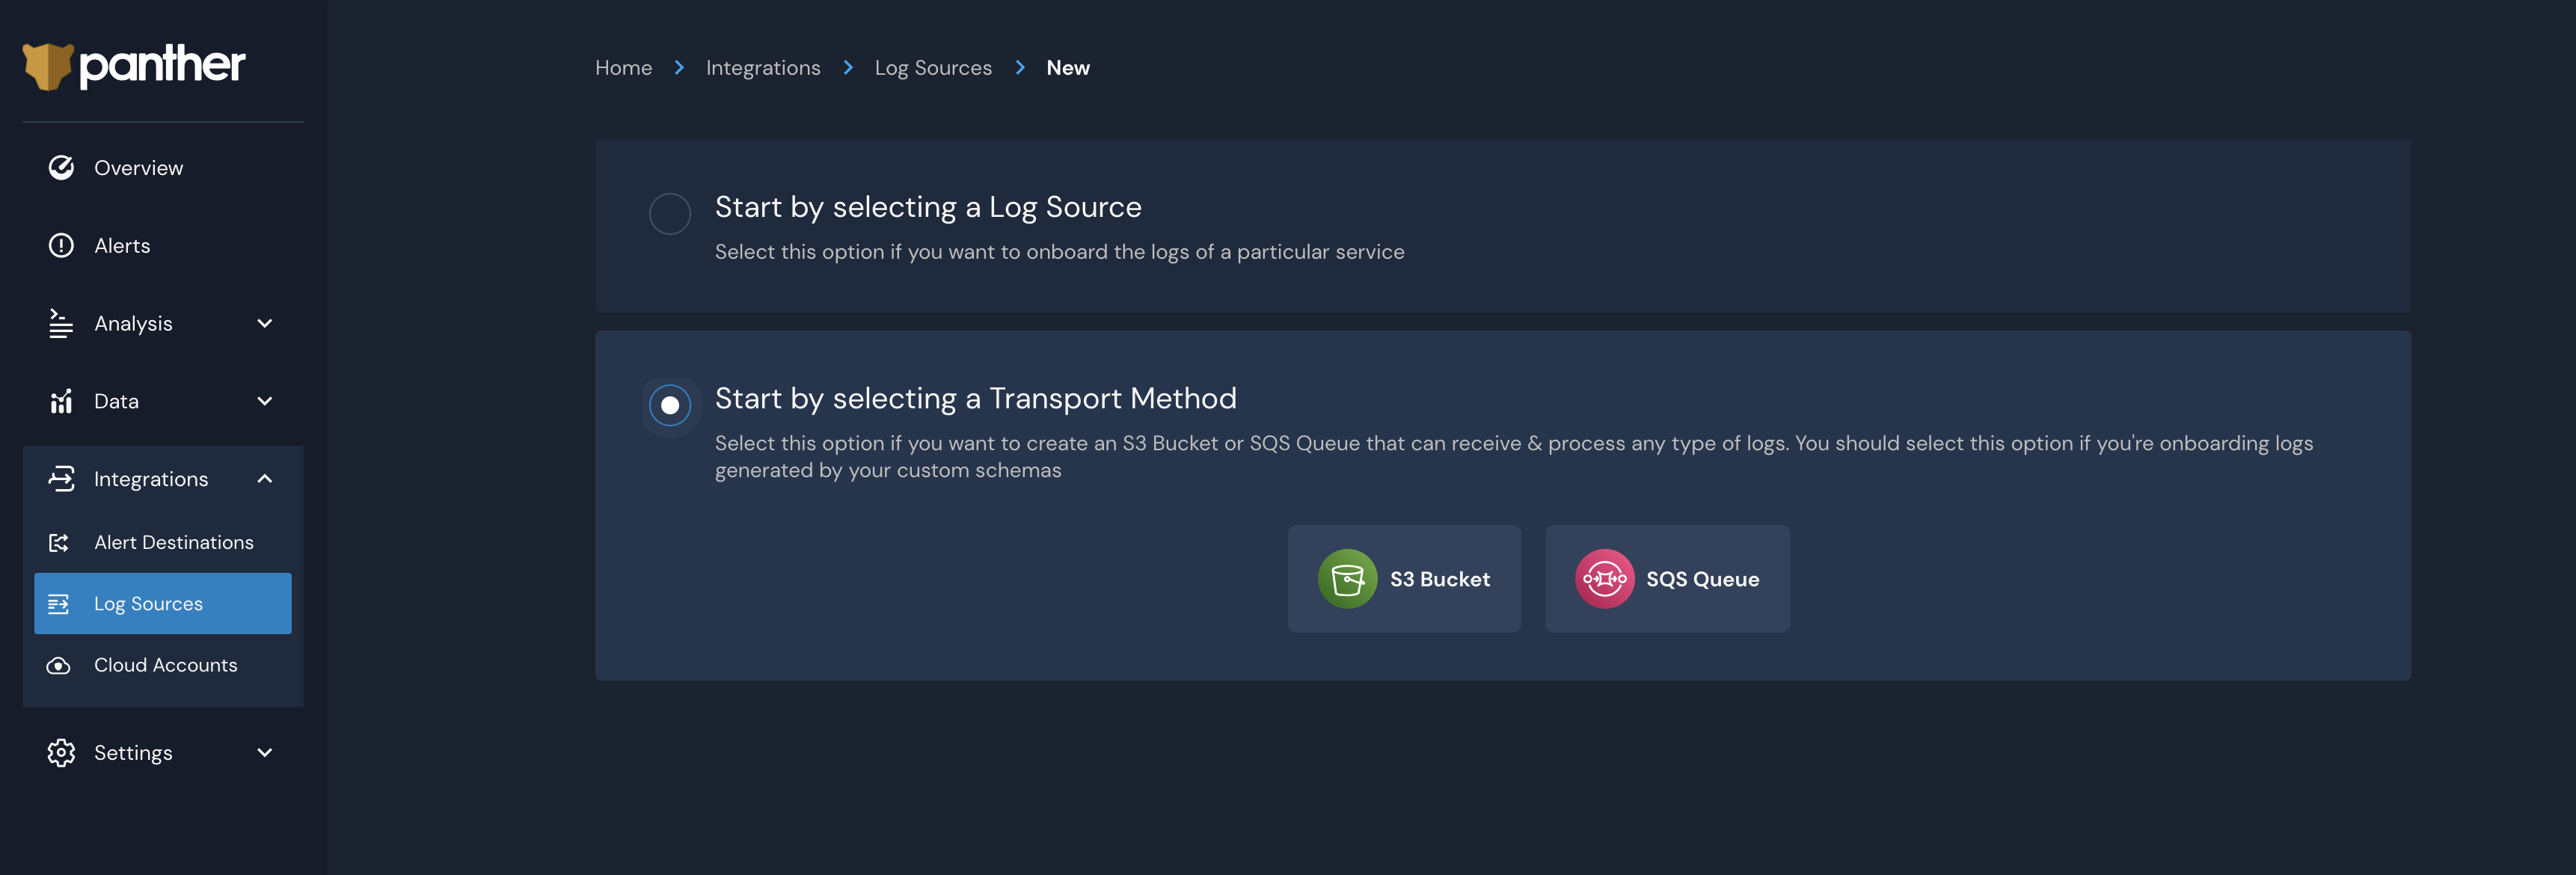 panther
Overview
Alerts
Analysis
Data
Integrations
Alert Destinations
Log Sources
Cloud Accounts
Settings
Home > Integrations > Log Sources > New
Start by selecting a Log Source
Select this option if you want to onboard the logs of a particular service
Start by selecting a Transport Method
Select this option if you want to create an S3 Bucket or SQS Queue that can receive & process any type of logs. You should select this option if you're onboarding logs
generated by your custom schemas
S3 Bucket
SQS Queue